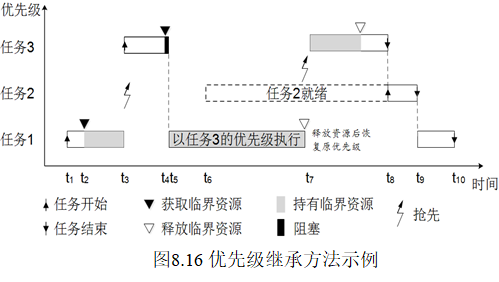 优先级
任务3
任务2
任务2就绪
任务1
以任务3的优先级执行
释放资源后恢
复原优先级
t1 t2 t3 t4 t5 t6 t7 t8 t9 t10 时间
任务开始 获取临界资源 持有临界资源 抢先
任务结束 释放临界资源 阻塞
图8.16 优先级继承方法示例